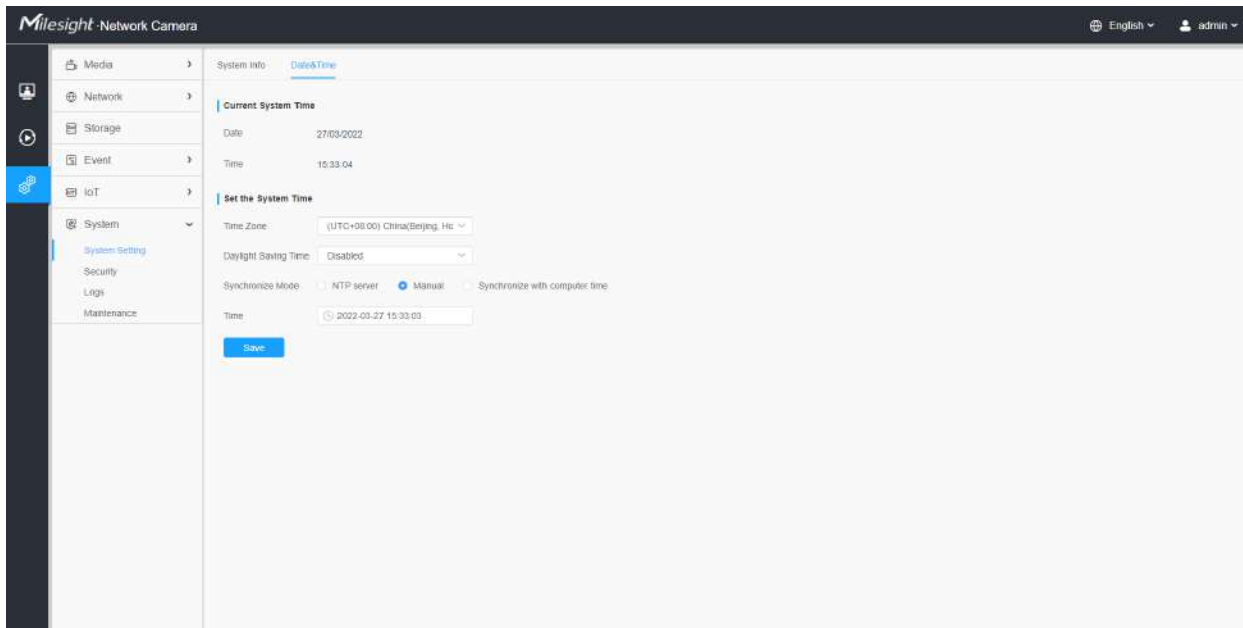 Milesight -Network Camera
English
admin
Media
Network
Storage
Event
IoT
System
System Setting
Security
Logs
Maintenance
System Info
Date&Time
Current System Time
Date 27/03/2022
Time 15:33:04
Set the System Time
Time Zone (UTC+08:00) China(Beijing, Ho
Daylight Saving Time Disabled
Synchronize Mode NTP server Manual Synchronize with computer time
Time 2022-03-27 15:33:03
Save